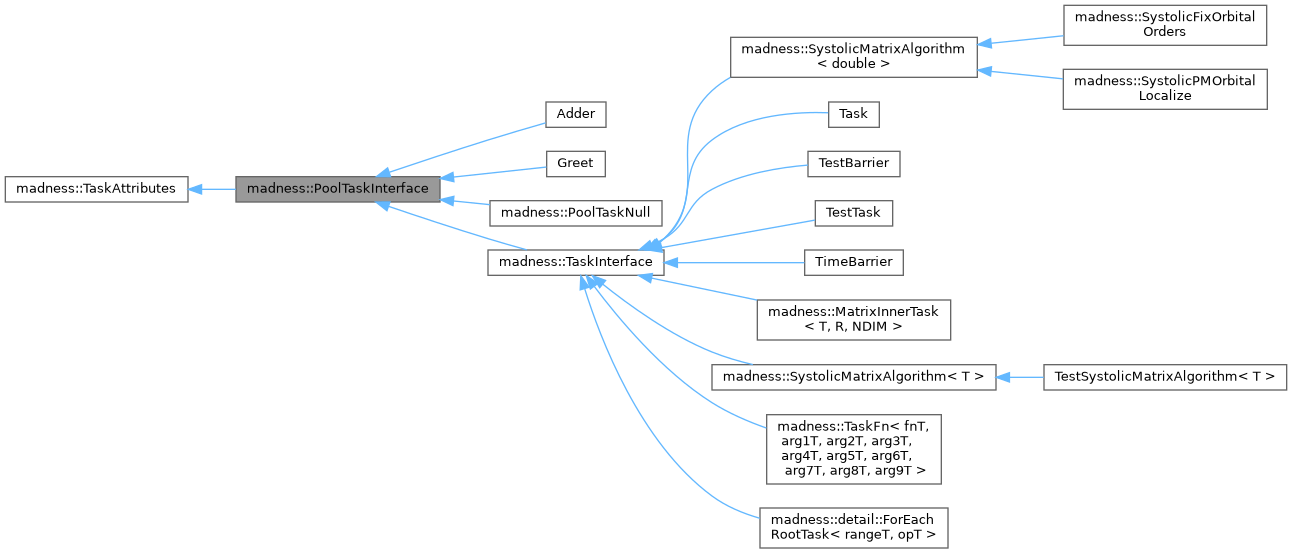 madness::TaskAttributes
madness::PoolTaskInterface
Adder
Greet
madness::PoolTaskNull
madness::TaskInterface
madness::SystolicMatrixAlgorithm
< double >
Task
TestBarrier
TestTask
TimeBarrier
madness::MatrixInnerTask
< T, R, NDIM >
madness::SystolicMatrixAlgorithm< T >
madness::TaskFn< fnT,
arg1T, arg2T, arg3T,
arg4T, arg5T, arg6T,
arg7T, arg8T, arg9T >
madness::detail::ForEach
RootTask< rangeT, opT >
madness::SystolicFixOrbital
Orders
madness::SystolicPMOrbital
Localize
TestSystolicMatrixAlgorithm< T >